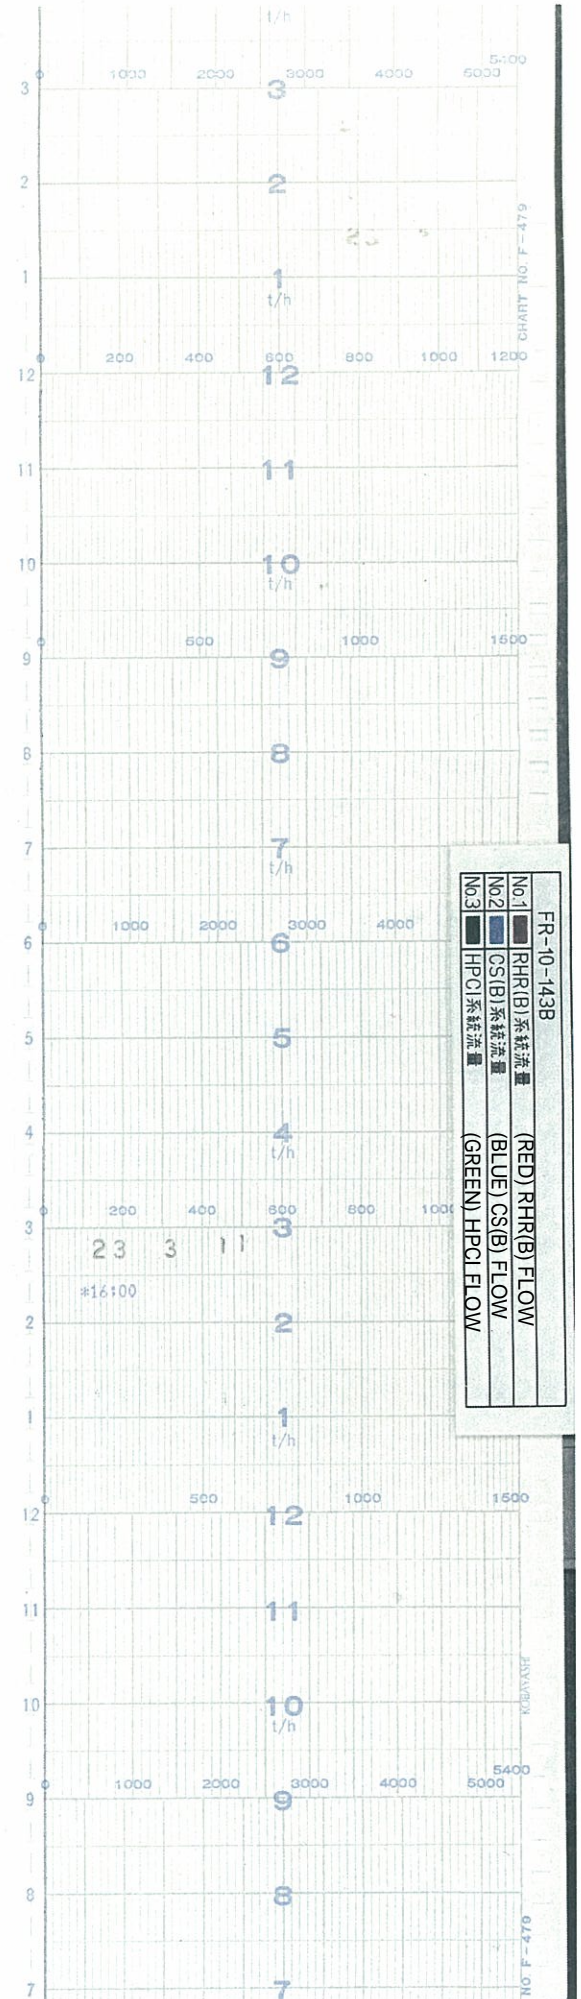 t/h
0 1000 2000 3000 4000 5000 5400
3 3
2 2
CHART NO. F-479
1 1
t/h
0 200 400 600 800 1000 1200
12 12
11 11
10 10
t/h
0 500 1000 1500
9 9
8 8
7 7
t/h
0 1000 2000 3000 4000
6 6
5 5
4 4
t/h
0 200 400 600 800
3 3
23 3 11
*16:00
2 2
1 1
t/h
0 500 1000 1500
12 12
11 11
10 10
t/h
0 1000 2000 3000 4000 5000 5400
9 9
8 8
NO F-479
7 7
FR-10-143B
No.1 RHR(B)系統流量 (RED) RHR(B) FLOW
No.2 CS(B)系統流量 (BLUE) CS(B) FLOW
No.3 HPCI系統流量 (GREEN) HPCI FLOW